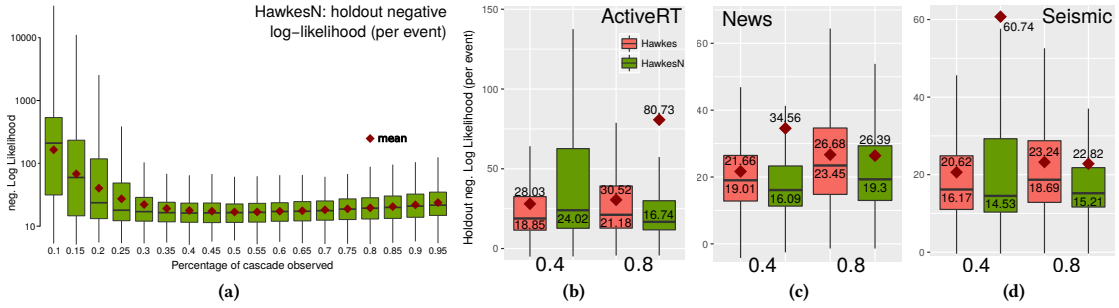 HawkesN: holdout negative
log−likelihood (per event)
neg. Log Likelihood
1000
100
10
mean
0.1 0.15 0.2 0.25 0.3 0.35 0.4 0.45 0.5 0.55 0.6 0.65 0.7 0.75 0.8 0.85 0.9 0.95
Percentage of cascade observed
(a)
Holdout neg. Log Likelihood (per event)
150
100
50
0
ActiveRT
Hawkes
HawkesN
80.73
28.03
18.85
24.02
30.52
21.18
16.74
0.4 0.8
(b)
News
60
40
20
0
21.66
19.01
34.56
16.09
26.68
23.45
26.39
19.3
0.4 0.8
(c)
Seismic
60
40
20
0
60.74
20.62
16.17
14.53
23.24
18.69
22.82
15.21
0.4 0.8
(d)